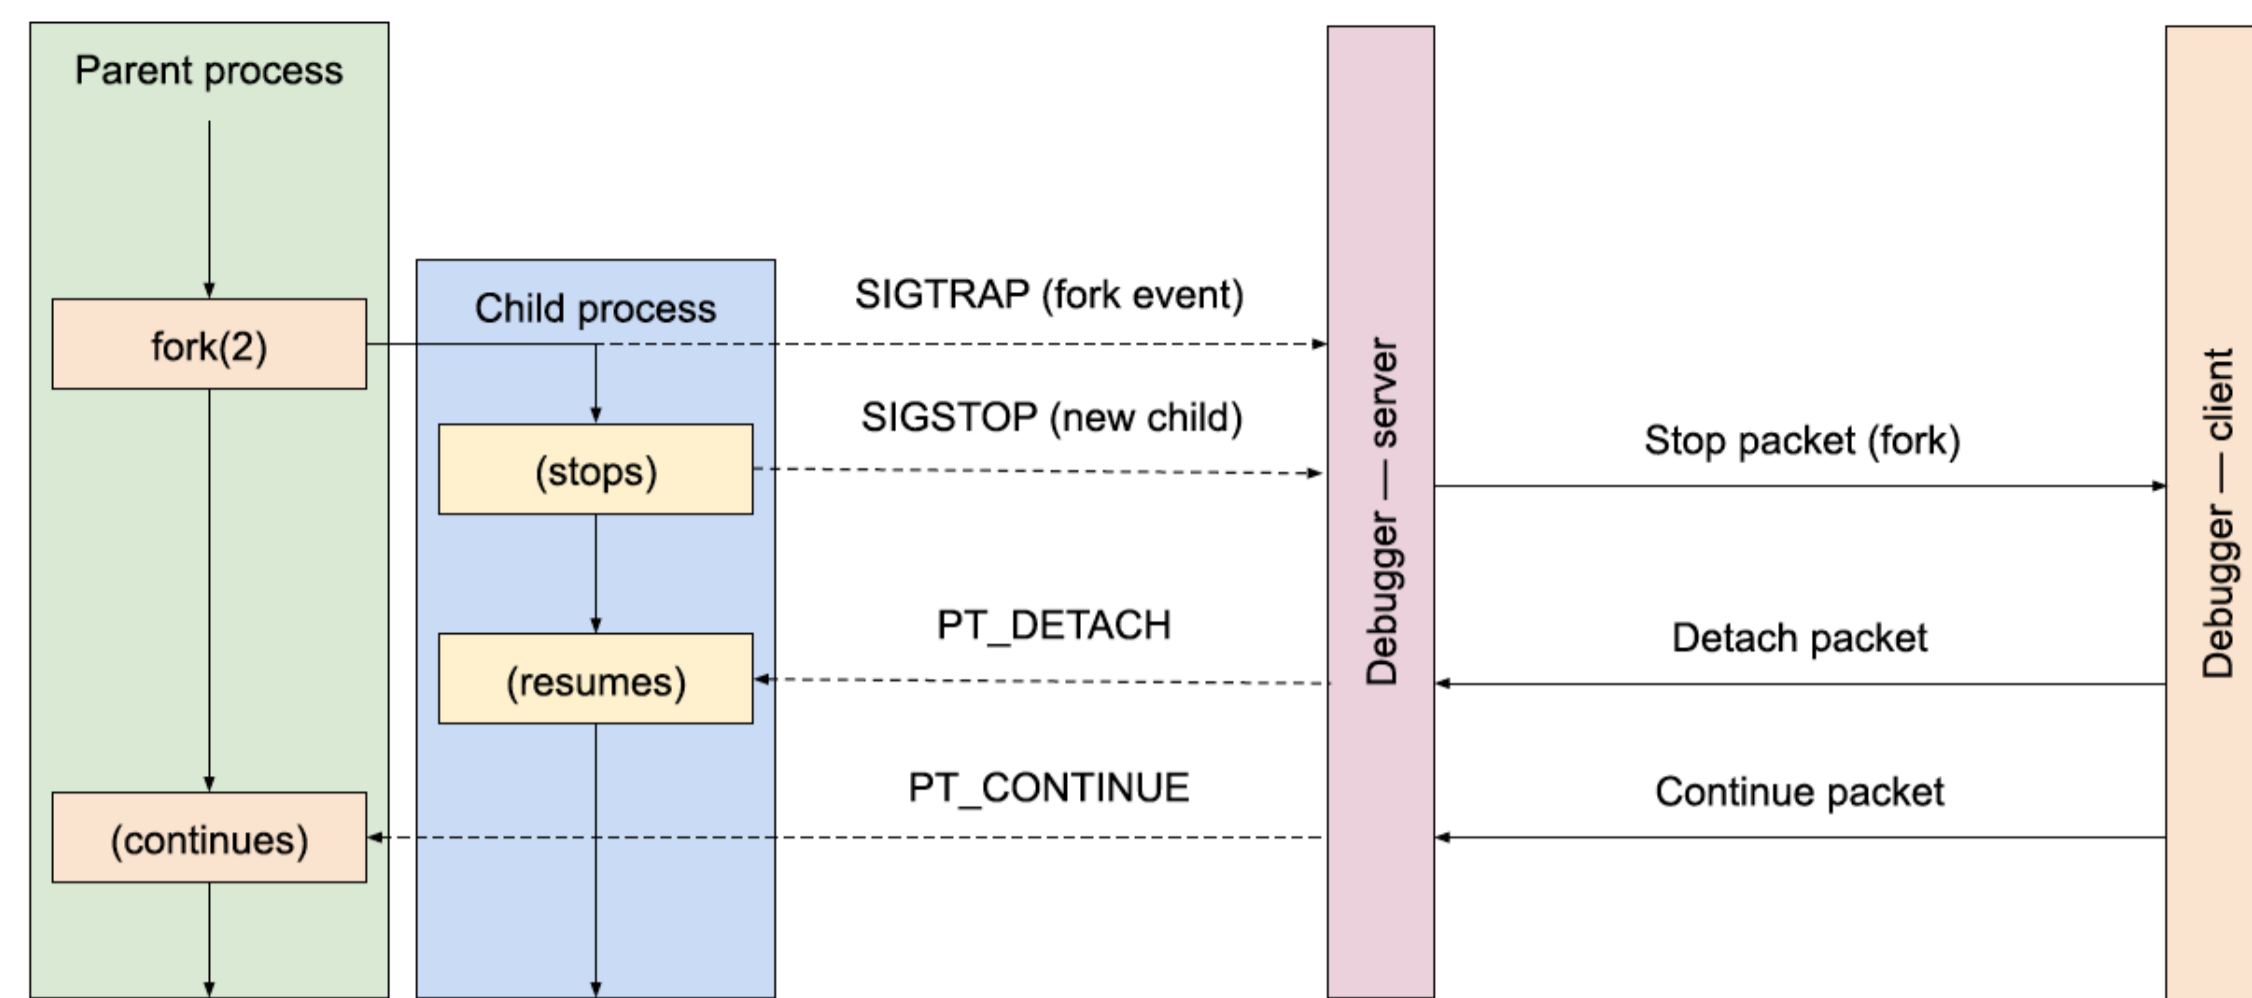 Parent process
fork(2)
(continues)
Child process
(stops)
(resumes)
SIGTRAP (fork event)
SIGSTOP (new child)
PT_DETACH
PT_CONTINUE
Debugger — server
Stop packet (fork)
Detach packet
Continue packet
Debugger — client